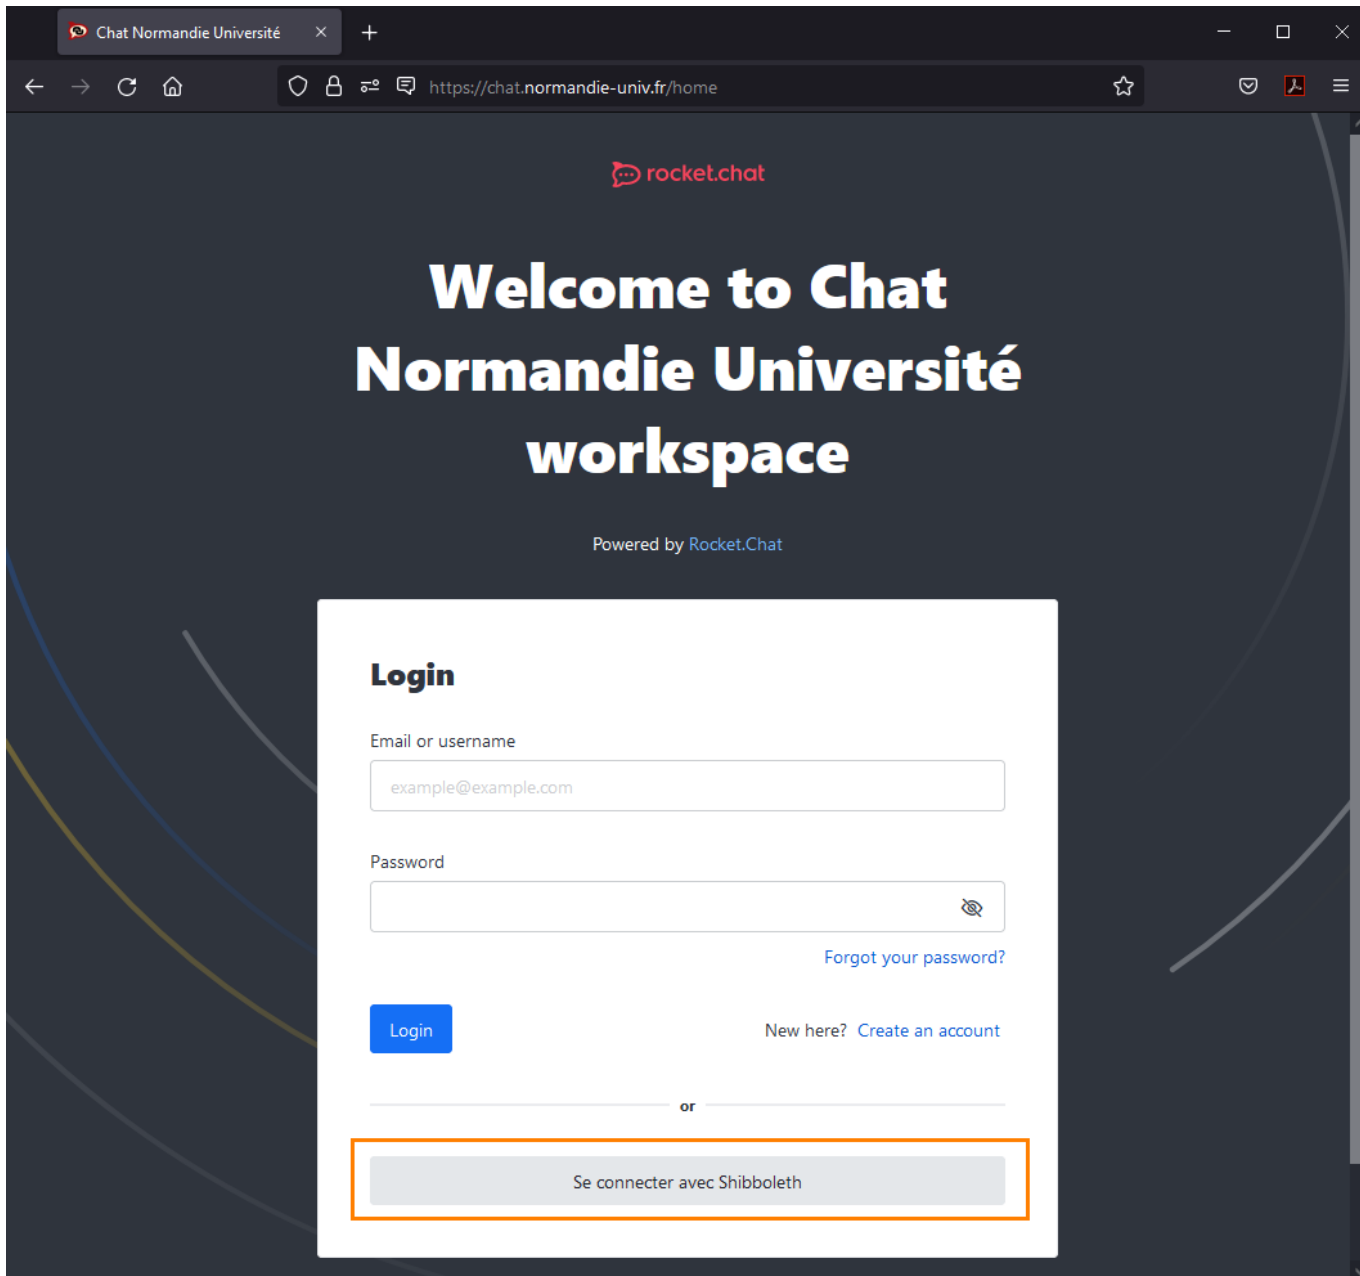 Chat Normandie Université
https://chat.normandie-univ.fr/home
rocket.chat
Welcome to Chat
Normandie Université
workspace
Powered by Rocket.Chat
Login
Email or username
example@example.com
Password
Forgot your password?
Login
New here? Create an account
or
Se connecter avec Shibboleth